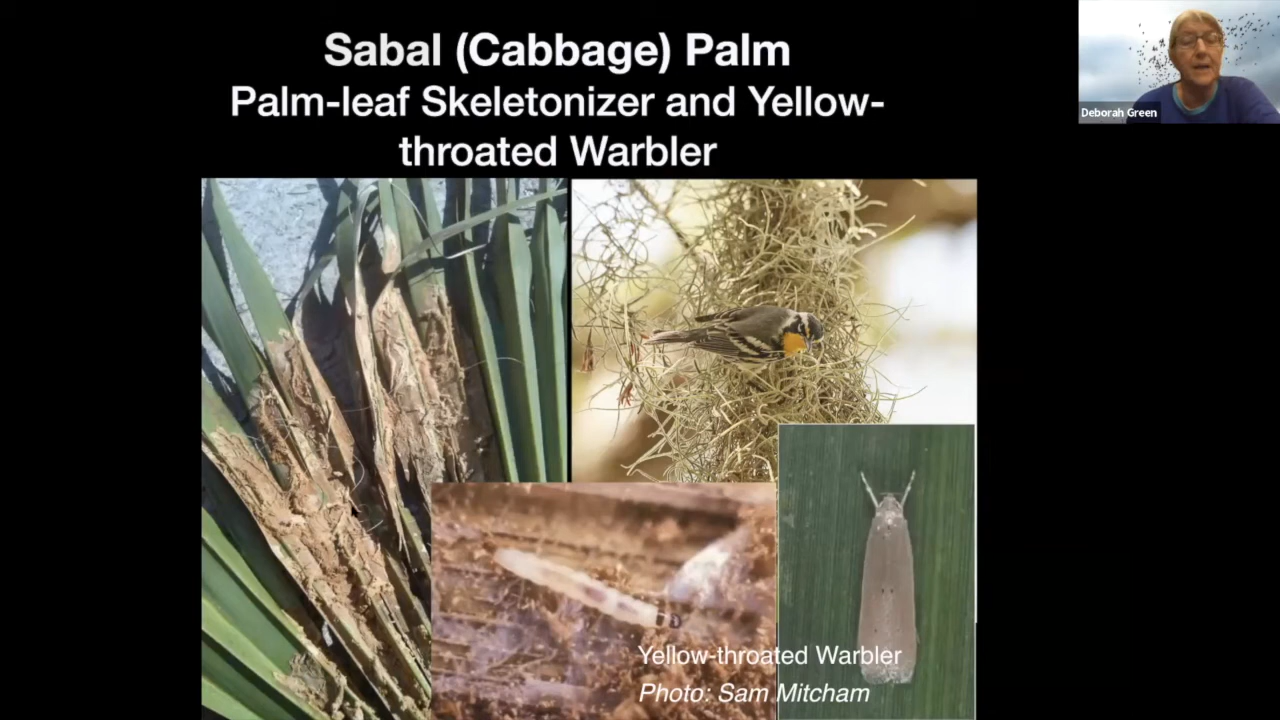 Sabal (Cabbage) Palm
Palm-leaf Skeletonizer and Yellow-
throated Warbler
Deborah Green
Yellow-throated Warbler
Photo: Sam Mitcham